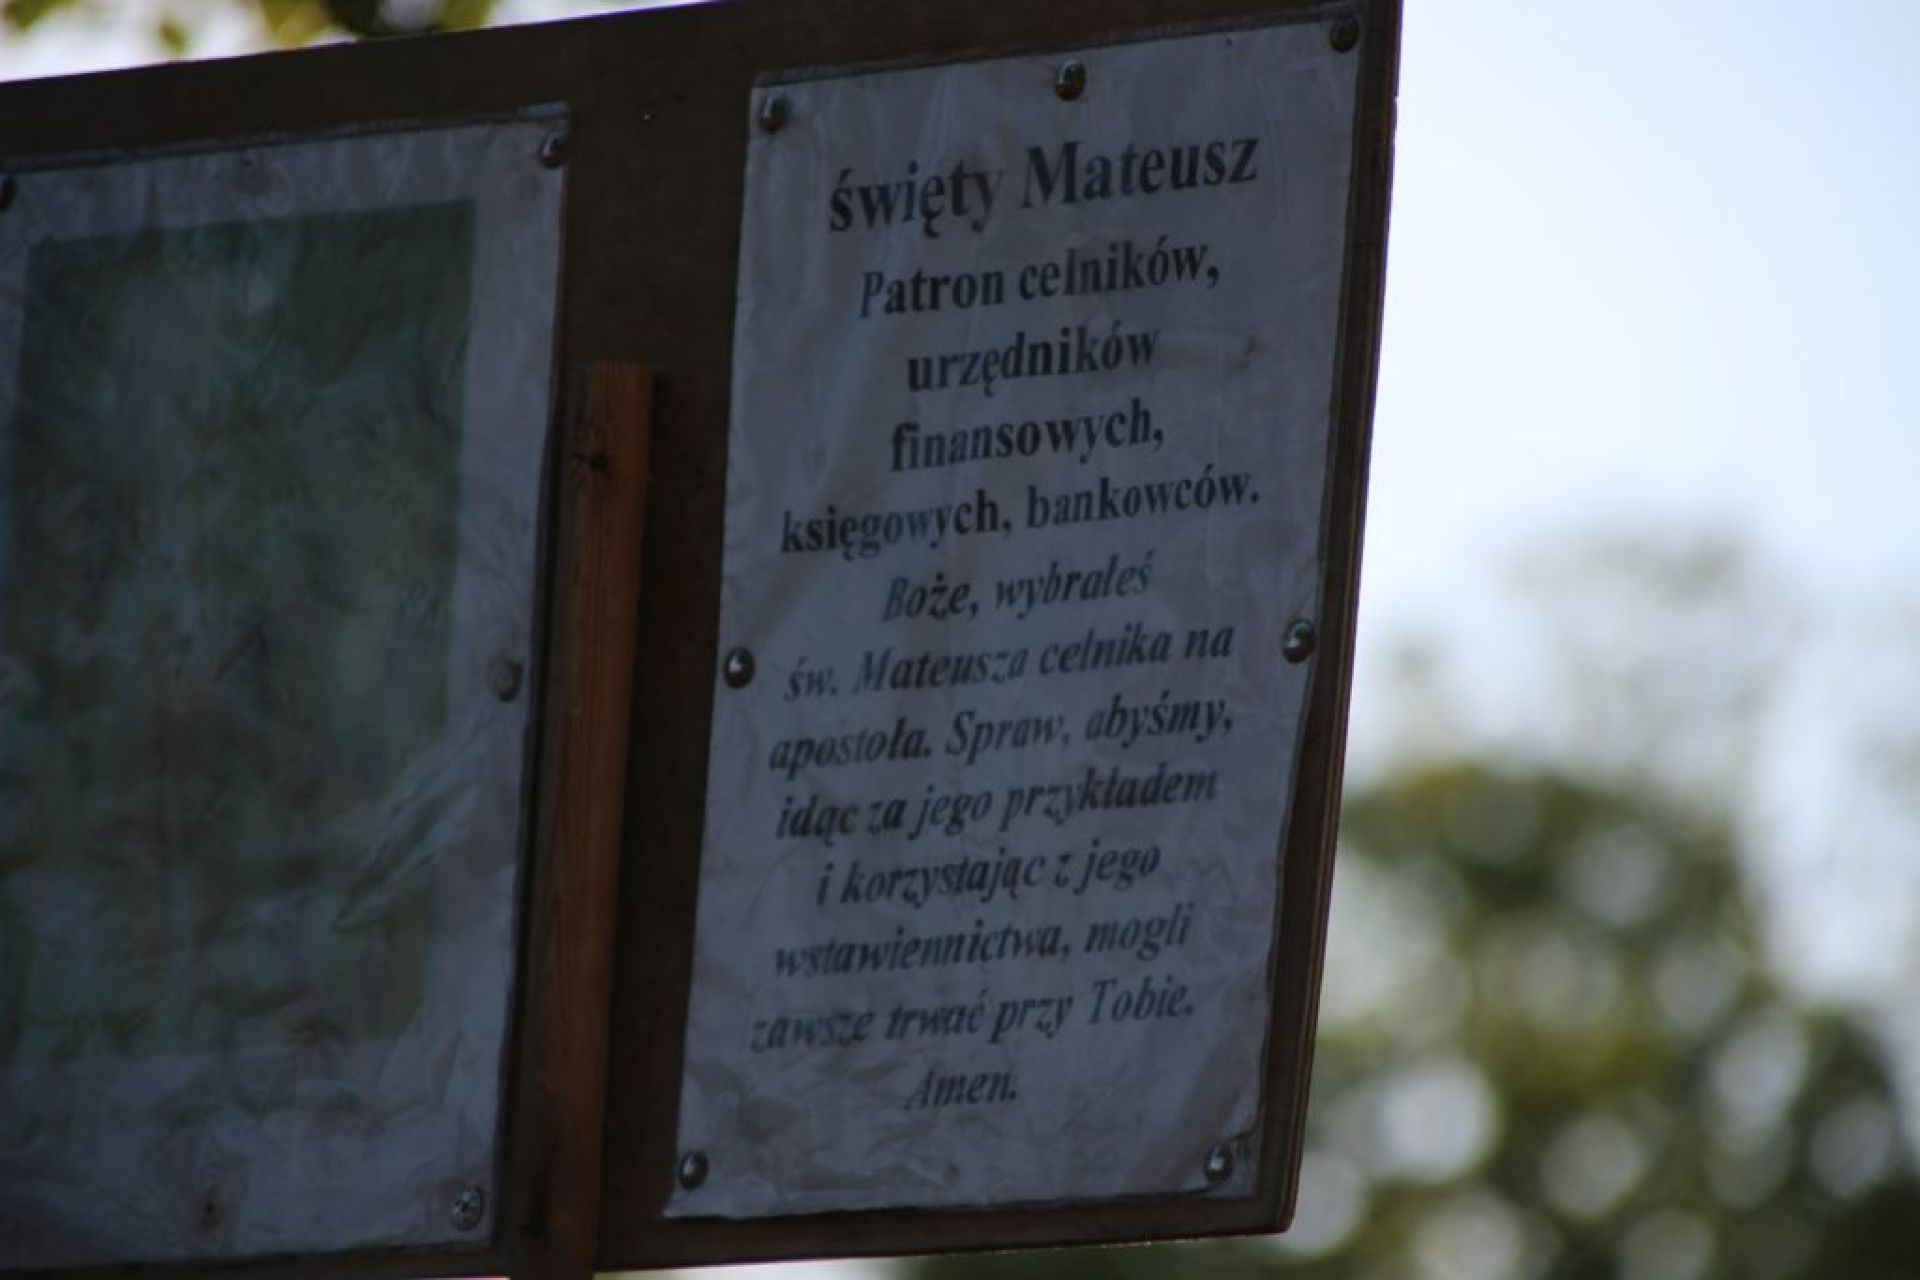 święty Mateusz
Patron celników,
urzędników
finansowych,
księgowych, bankowców.
Boże, wybrałeś
św. Mateusza celnika na
apostoła. Spraw, abyśmy,
idąc za jego przykładem
i korzystając z jego
wstawiennictwa, mogli
zawsze trwać przy Tobie.
Amen.